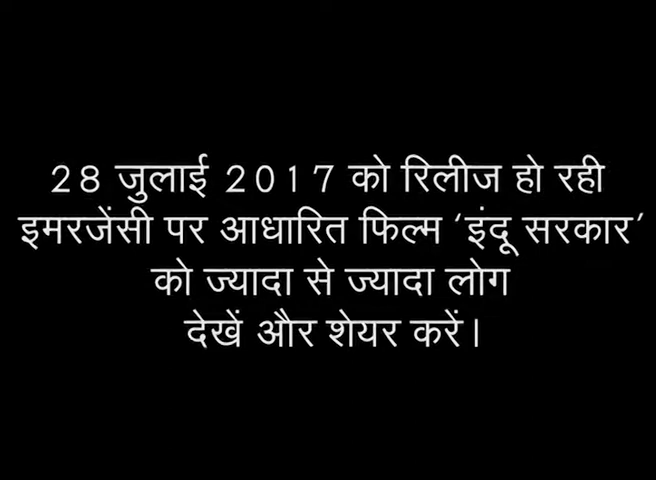 28 जुलाई 2017 को रिलीज हो रही
इमरजेंसी पर आधारित फिल्म ‘इंदू सरकार’
को ज्यादा से ज्यादा लोग
देखें और शेयर करें।